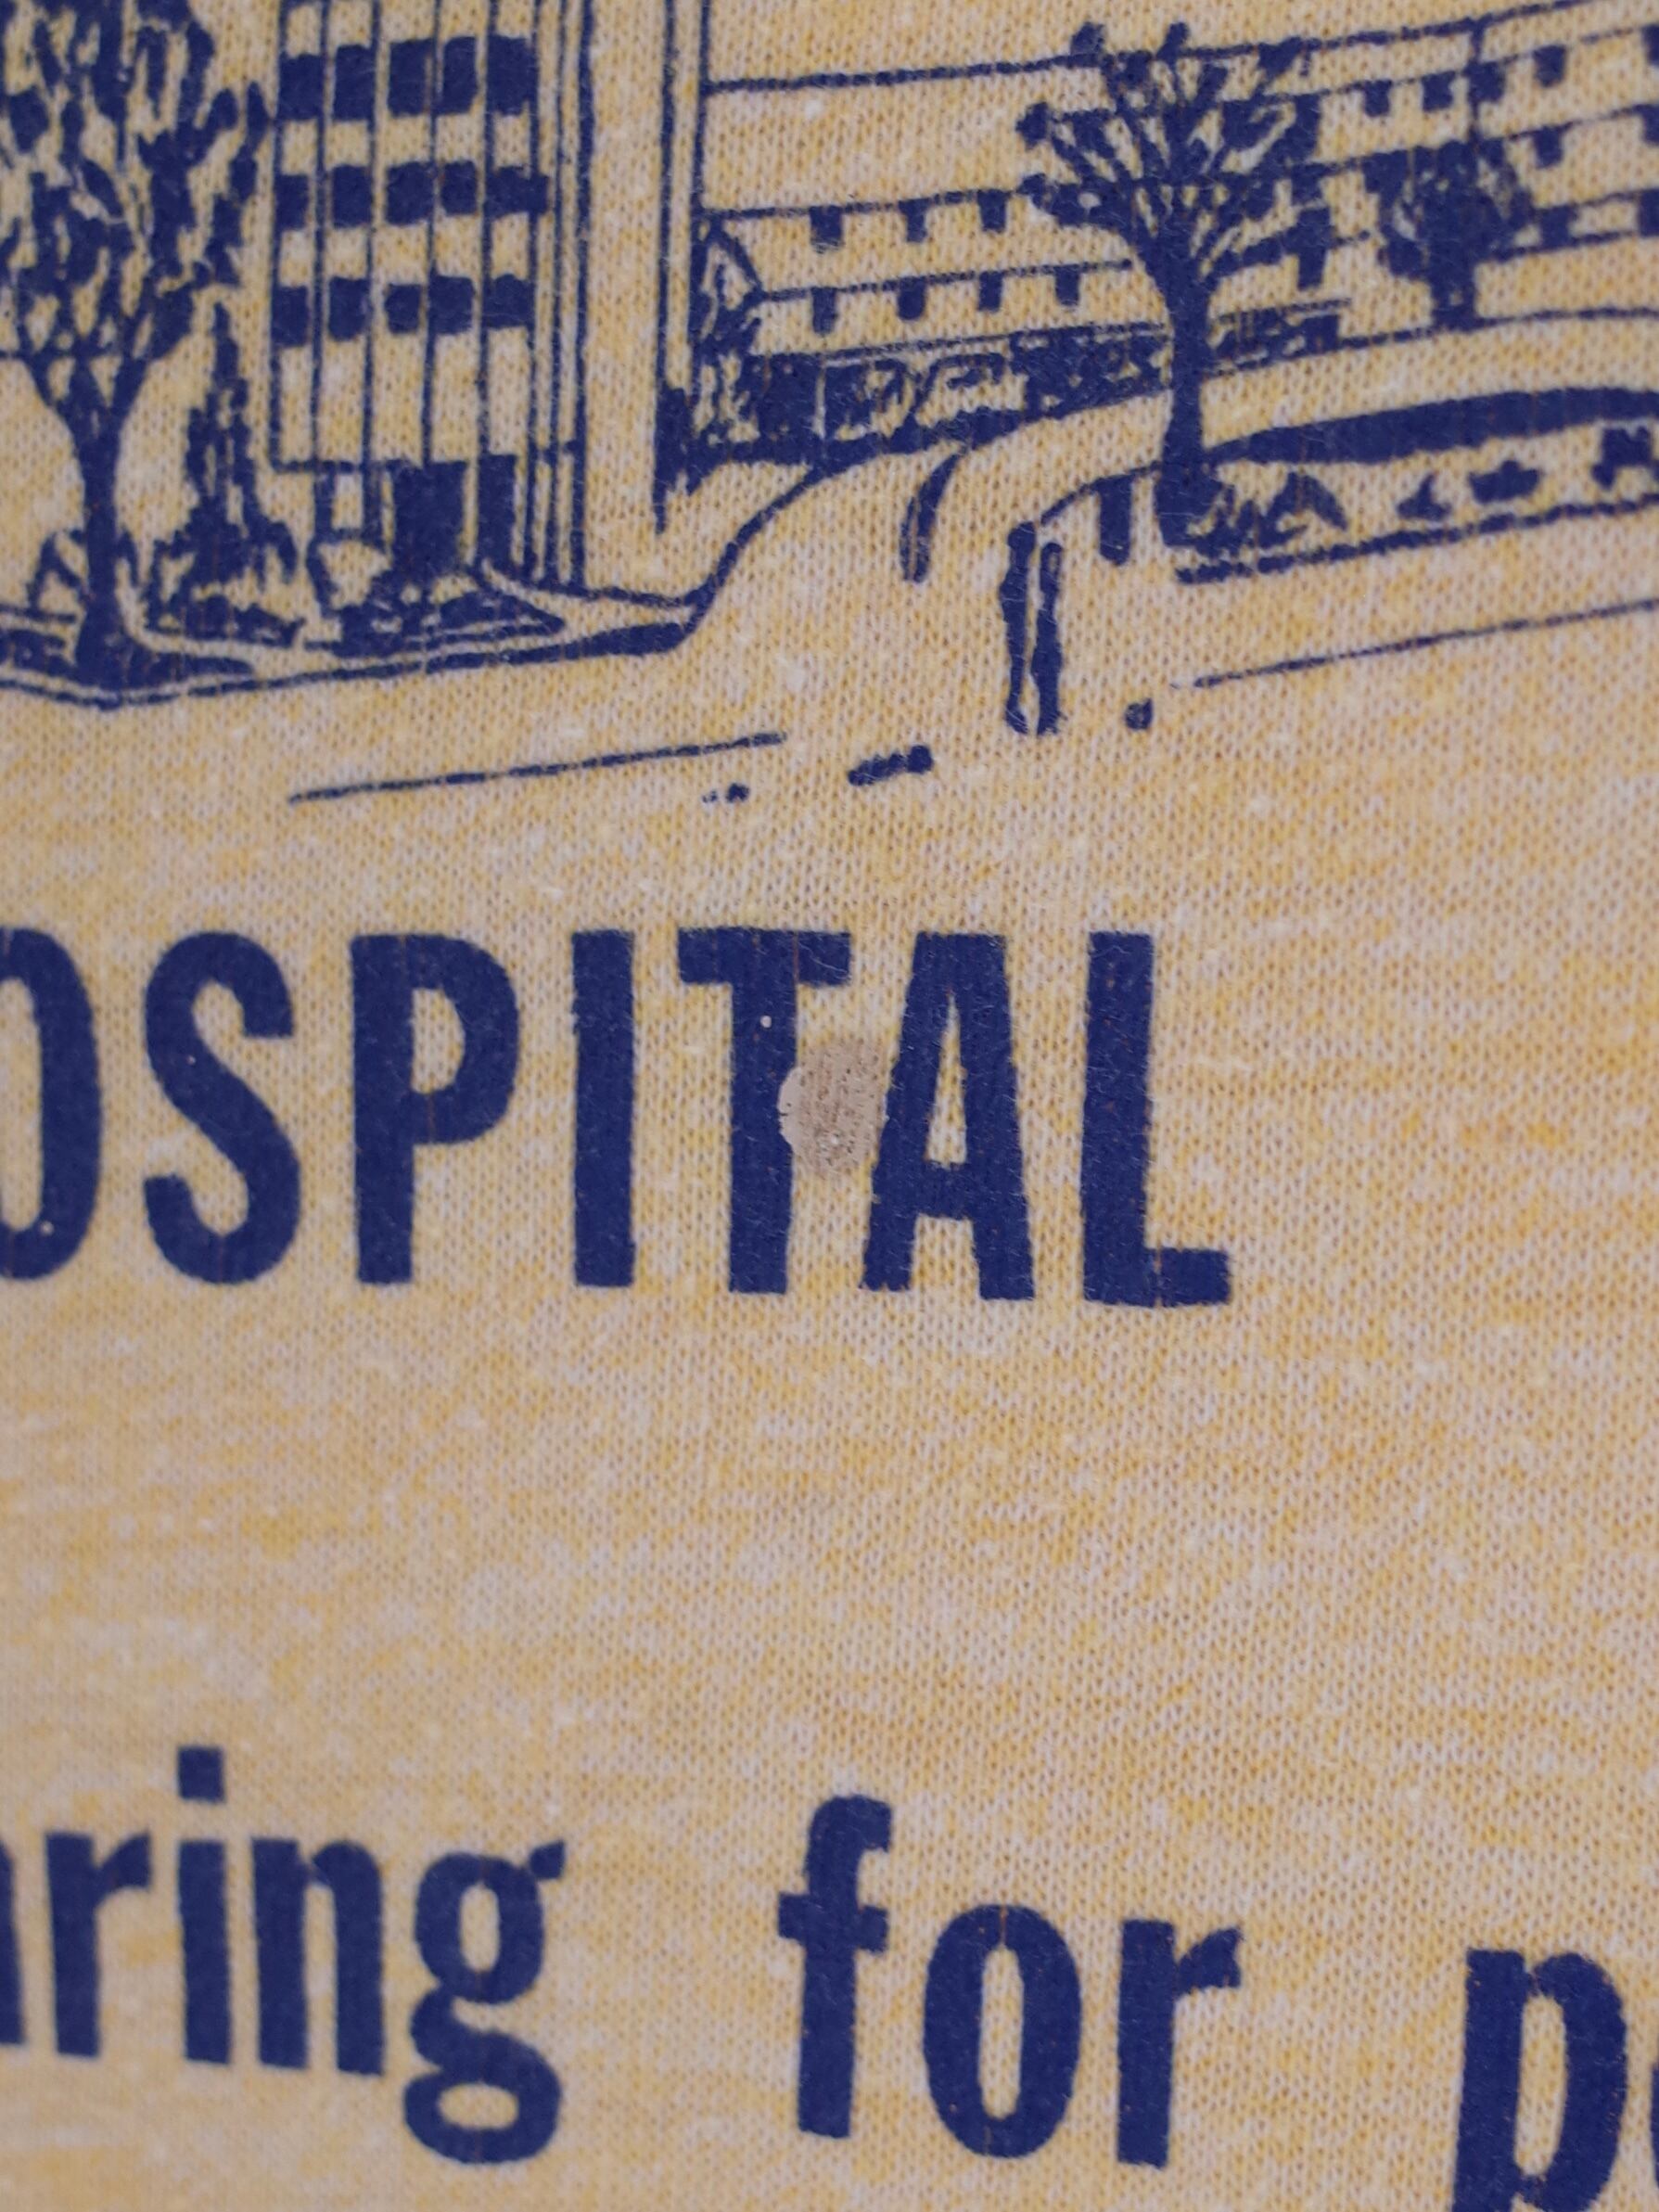 OSPITAL
aring for p